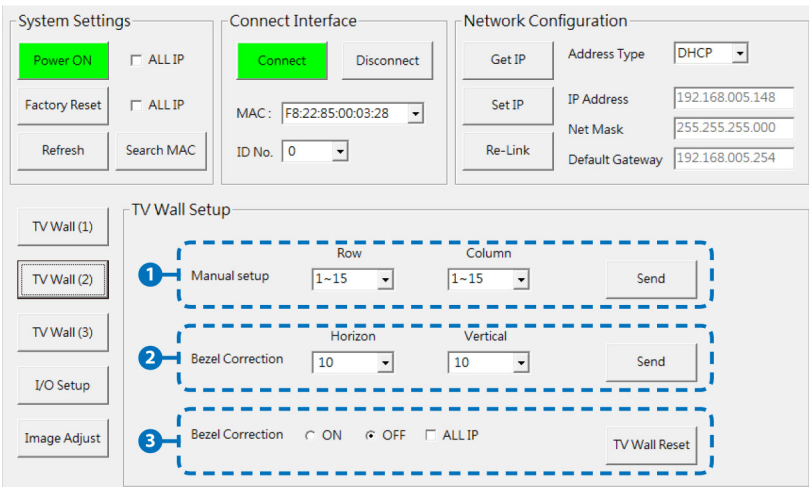 System Settings
Power ON
ALL IP
Factory Reset
ALL IP
Refresh
Search MAC
Connect Interface
Connect
Disconnect
MAC : F8:22:85:00:03:28
ID No. 0
Network Configuration
Get IP
Address Type DHCP
Set IP
IP Address 192.168.005.148
Net Mask 255.255.255.000
Re-Link
Default Gateway 192.168.005.254
TV Wall (1)
TV Wall (2)
TV Wall (3)
I/O Setup
Image Adjust
TV Wall Setup
Row Column
1 Manual setup 1~15 1~15 Send
Horizon Vertical
2 Bezel Correction 10 10 Send
3 Bezel Correction ON OFF ALL IP TV Wall Reset